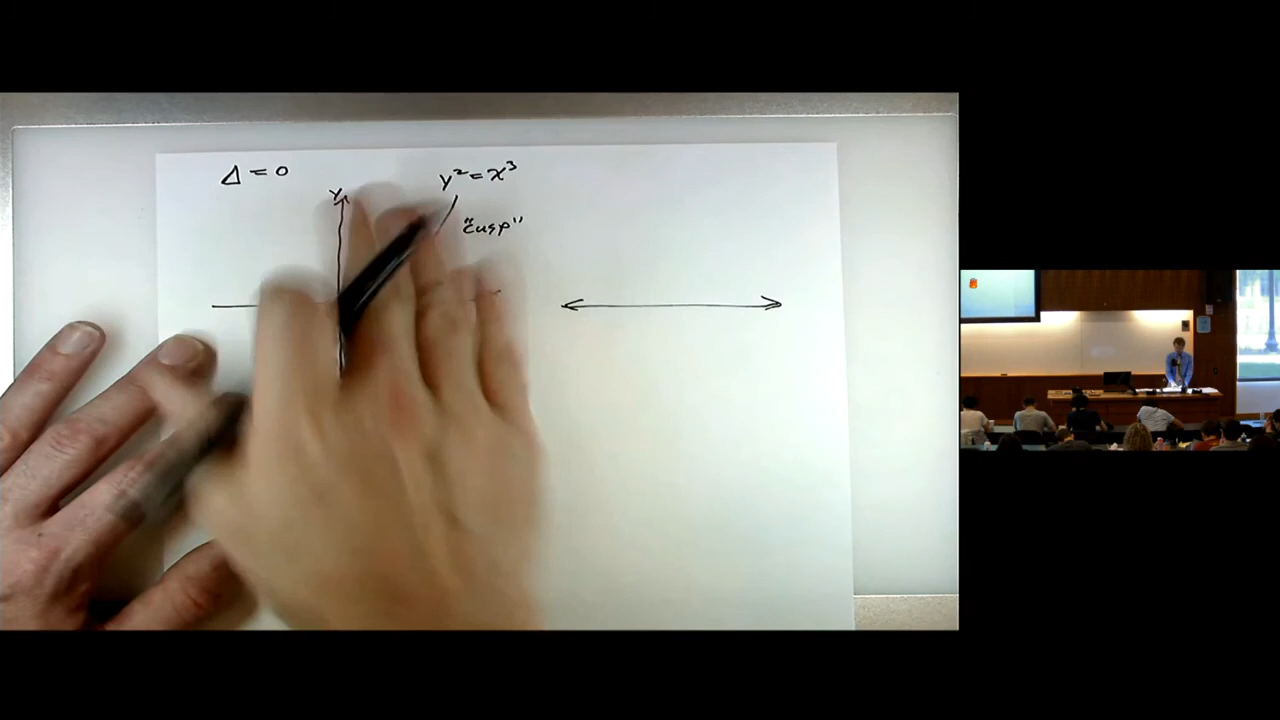 Δ = 0
y² = x³
y
"cusp"